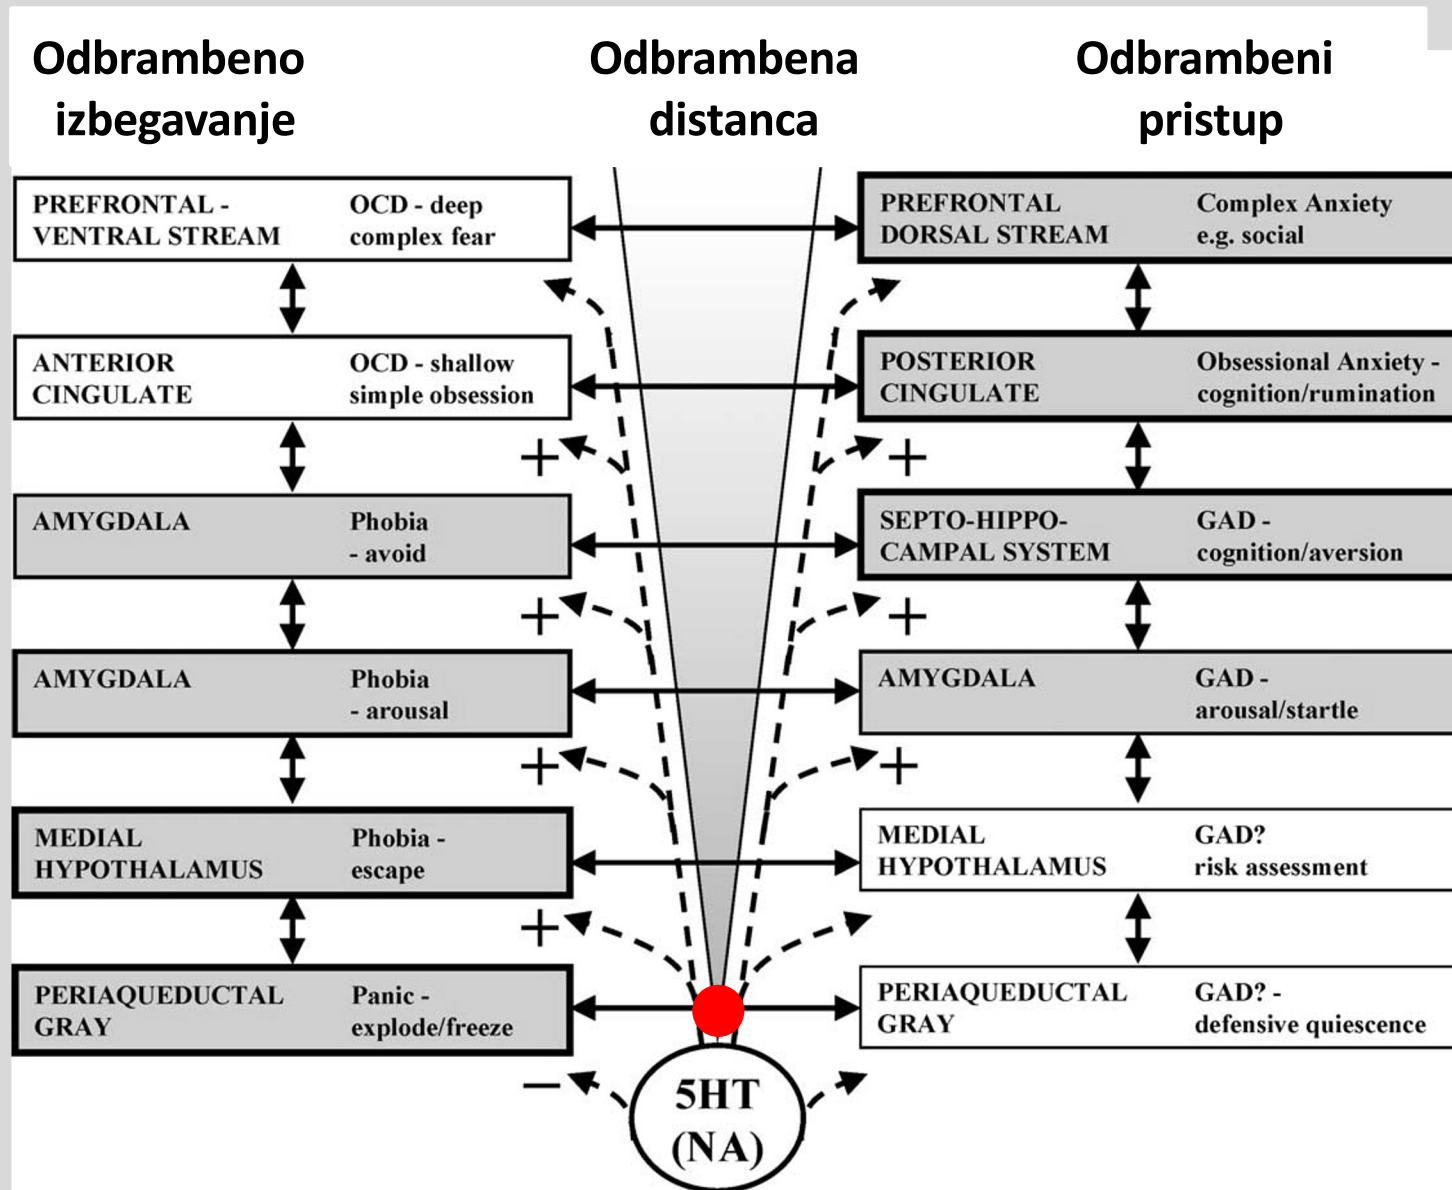 Odbrambeno
izbegavanje
Odbrambena
distanca
Odbrambeni
pristup
PREFRONTAL -
VENTRAL STREAM
OCD - deep
complex fear
PREFRONTAL
DORSAL STREAM
Complex Anxiety
e.g. social
ANTERIOR
CINGULATE
OCD - shallow
simple obsession
POSTERIOR
CINGULATE
Obsessional Anxiety -
cognition/rumination
+
+
AMYGDALA
Phobia
- avoid
SEPTO-HIPPO-
CAMPAL SYSTEM
GAD -
cognition/aversion
+
+
AMYGDALA
Phobia
- arousal
AMYGDALA
GAD -
arousal/startle
+
+
MEDIAL
HYPOTHALAMUS
Phobia -
escape
MEDIAL
HYPOTHALAMUS
GAD?
risk assessment
+
PERIAQUEDUCTAL
GRAY
Panic -
explode/freeze
PERIAQUEDUCTAL
GRAY
GAD? -
defensive quiescence
–
5HT
(NA)